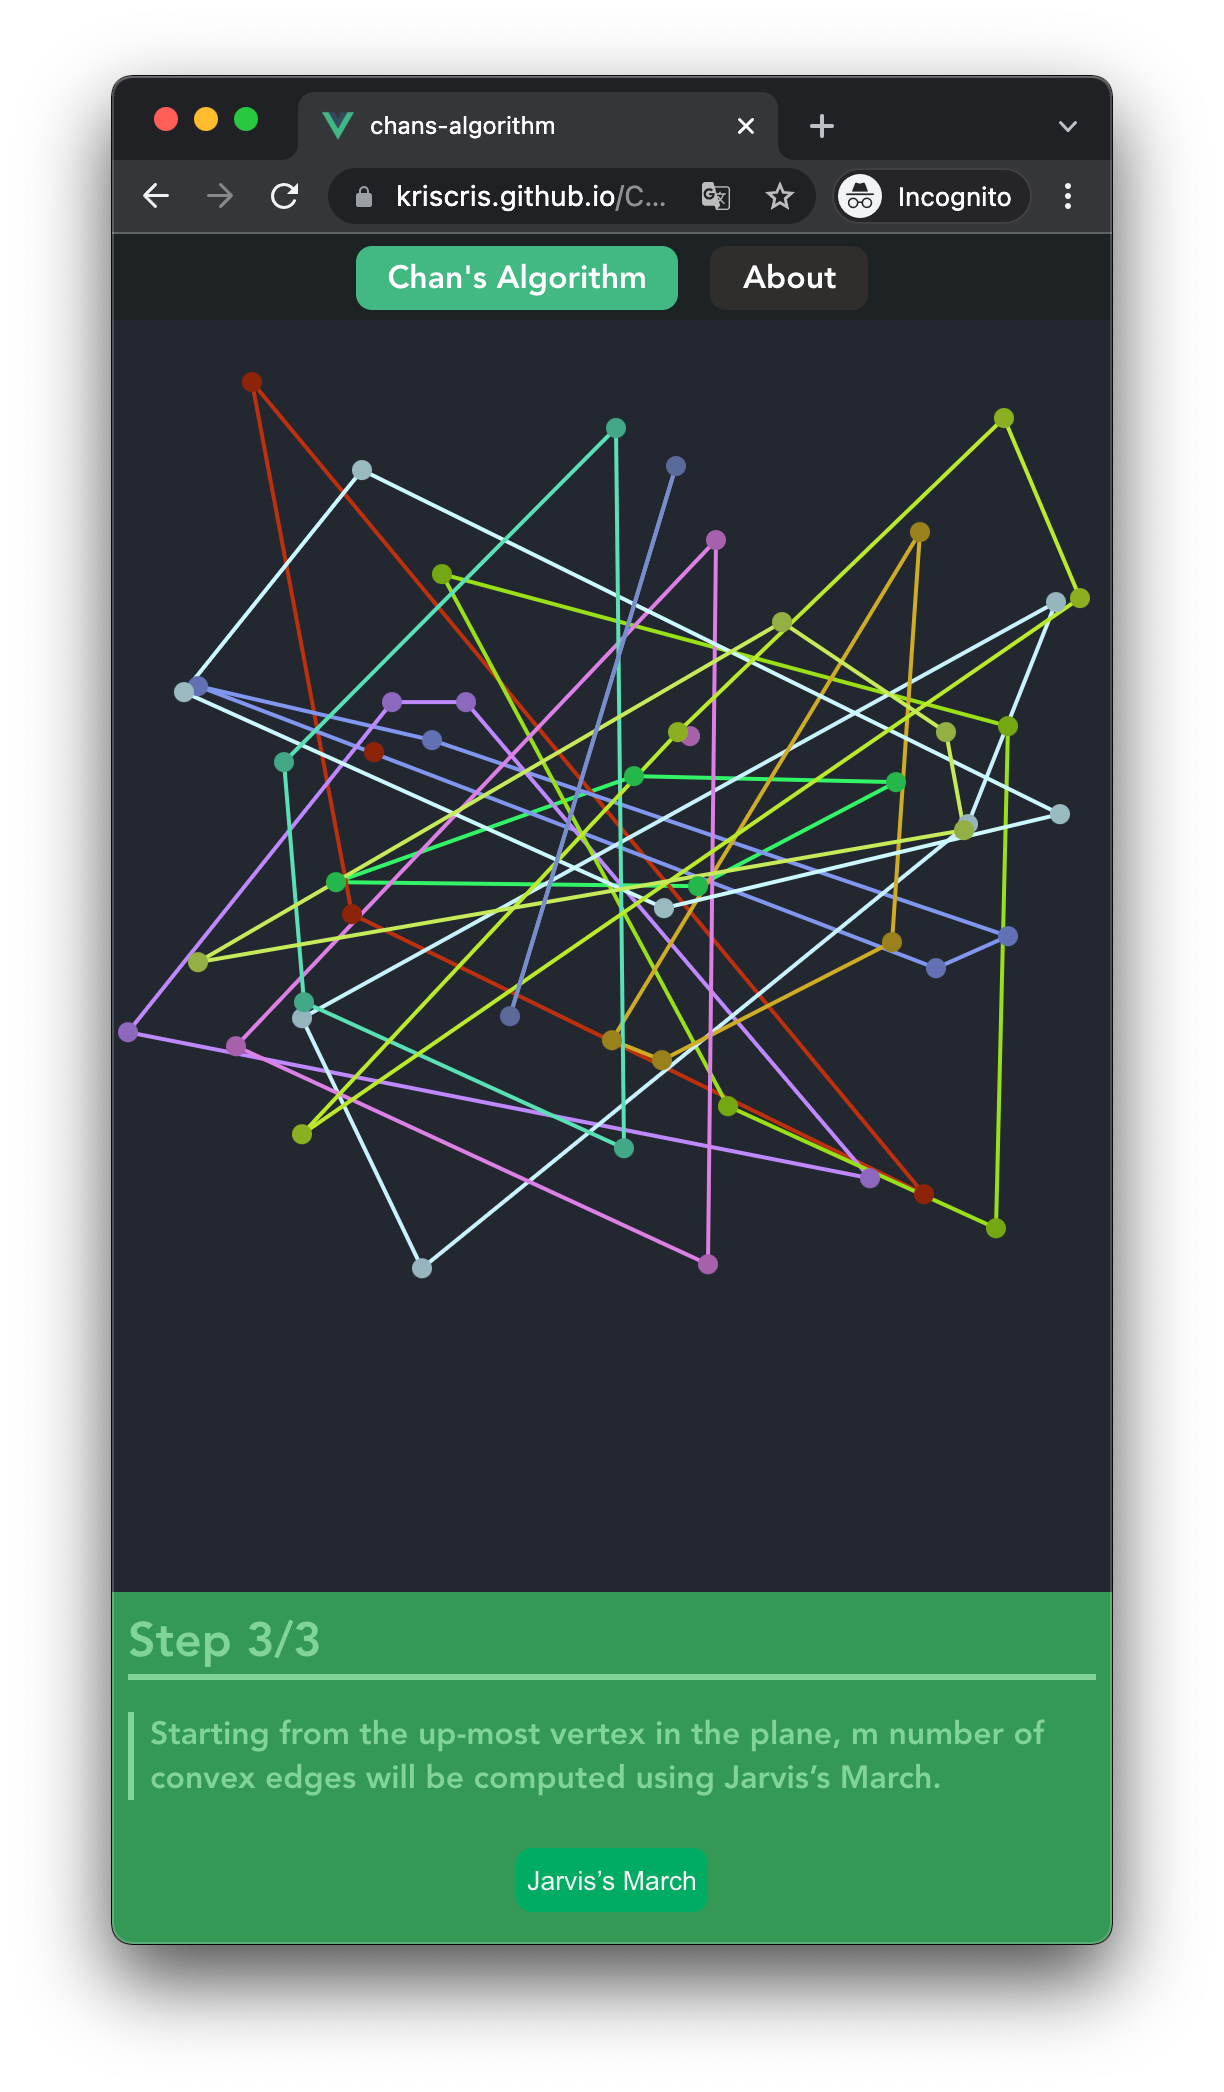 chans-algorithm
kriscris.github.io/C...
Incognito
Chan's Algorithm
About
Step 3/3
Starting from the up-most vertex in the plane, m number of
convex edges will be computed using Jarvis’s March.
Jarvis’s March